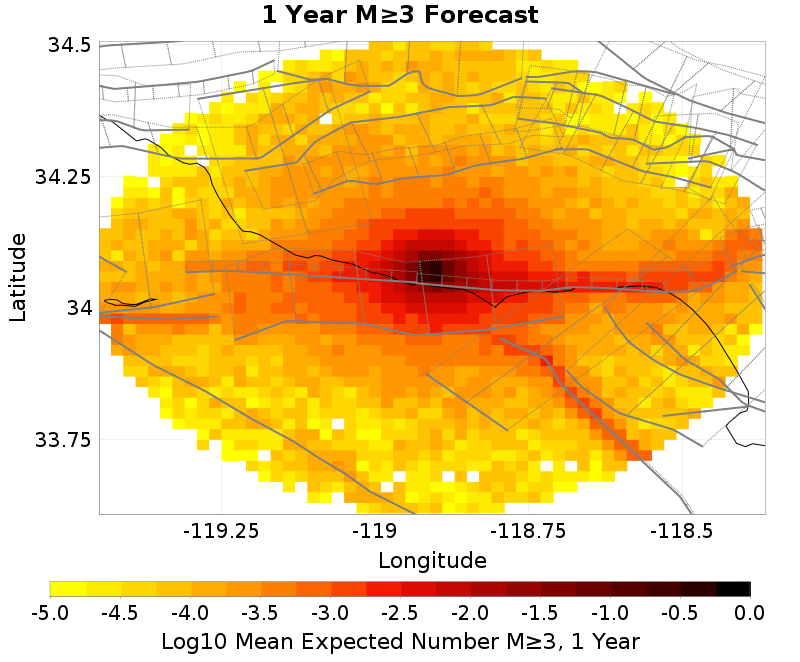 1 Year M≥3 Forecast
34.5
34.25
34
33.75
Latitude
-119.25 -119 -118.75 -118.5
Longitude
-5.0 -4.5 -4.0 -3.5 -3.0 -2.5 -2.0 -1.5 -1.0 -0.5 0.0
Log10 Mean Expected Number M≥3, 1 Year